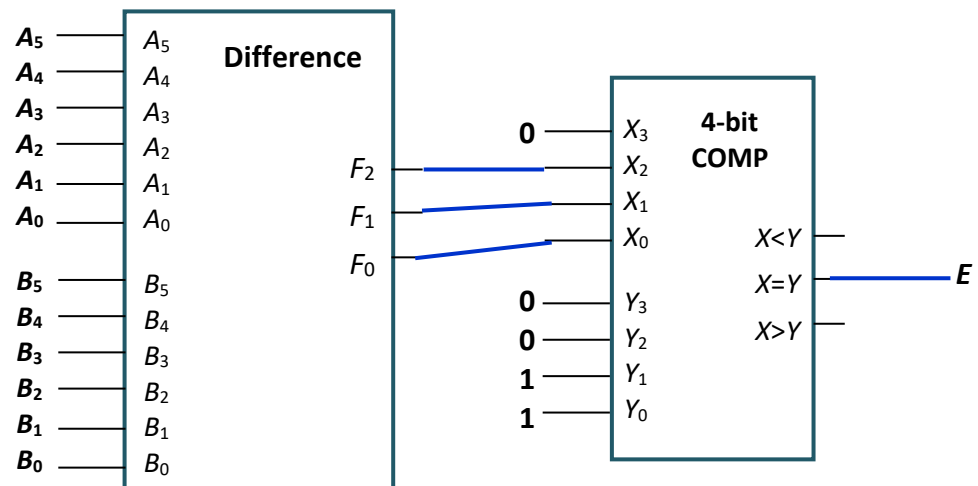 A5 A5 Difference
A4 A4
A3 A3
A2 A2
A1 A1
A0 A0
B5 B5
B4 B4
B3 B3
B2 B2
B1 B1
B0 B0
F2
F1
F0
4-bit
COMP
0 X3
X2
X1
X0
0 Y3
0 Y2
1 Y1
1 Y0
X<Y
X=Y E
X>Y